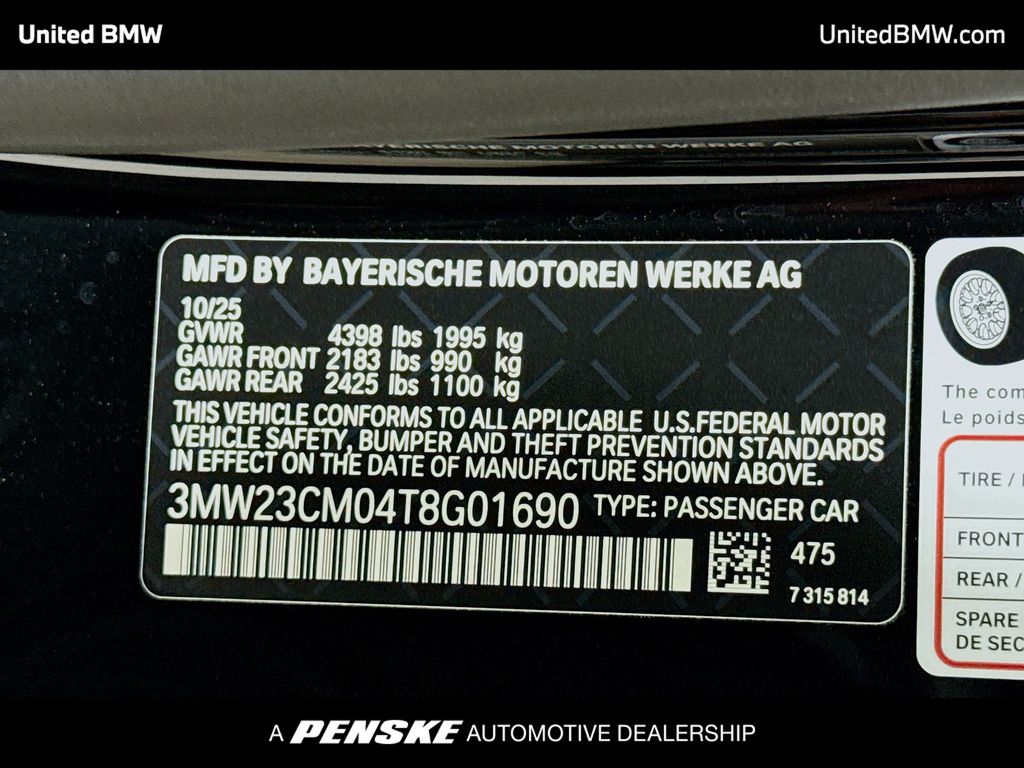 United BMW
UnitedBMW.com
MOTOREN WERKE AG
MFD BY BAYERISCHE MOTOREN WERKE AG
10/25
GVWR 4398 lbs 1995 kg
GAWR FRONT 2183 lbs 990 kg
GAWR REAR 2425 lbs 1100 kg
THIS VEHICLE CONFORMS TO ALL APPLICABLE U.S.FEDERAL MOTOR
VEHICLE SAFETY, BUMPER AND THEFT PREVENTION STANDARDS
IN EFFECT ON THE DATE OF MANUFACTURE SHOWN ABOVE.
3MW23CM04T8G01690 TYPE: PASSENGER CAR
475
7 315 814
The com
Le poids
TIRE /
FRONT
REAR /
SPARE
DE SEC
A PENSKE AUTOMOTIVE DEALERSHIP